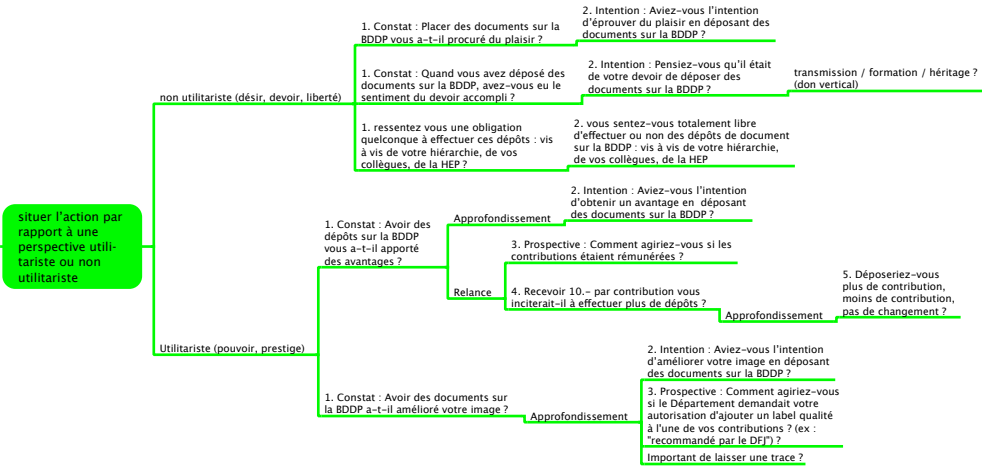 situer l'action par
rapport à une
perspective utili-
tariste ou non
utilitariste
non utilitariste (désir, devoir, liberté)
1. Constat : Placer des documents sur la
BDDP vous a-t-il procuré du plaisir ?
2. Intention : Aviez-vous l'intention
d'éprouver du plaisir en déposant des
documents sur la BDDP ?
1. Constat : Quand vous avez déposé des
documents sur la BDDP, avez-vous eu le
sentiment du devoir accompli ?
2. Intention : Pensiez-vous qu'il était
de votre devoir de déposer des
documents sur la BDDP ?
transmission / formation / héritage ?
(don vertical)
1. ressentez vous une obligation
quelconque à effectuer ces dépôts : vis
à vis de votre hiérarchie, de vos
collègues, de la HEP ?
2. vous sentez-vous totalement libre
d'effectuer ou non des dépôts de document
sur la BDDP : vis à vis de votre hiérarchie,
de vos collègues, de la HEP
Utilitariste (pouvoir, prestige)
1. Constat : Avoir des
dépôts sur la BDDP
vous a-t-il apporté
des avantages ?
Approfondissement
2. Intention : Aviez-vous l'intention
d'obtenir un avantage en  déposant
des documents sur la BDDP ?
Relance
3. Prospective : Comment agiriez-vous si les
contributions étaient rémunérées ?
4. Recevoir 10.- par contribution vous
inciterait-il à effectuer plus de dépôts ?
Approfondissement
5. Déposeriez-vous
plus de contribution,
moins de contribution,
pas de changement ?
1. Constat : Avoir des documents sur
la BDDP a-t-il amélioré votre image ?
Approfondissement
2. Intention : Aviez-vous l'intention
d'améliorer votre image en déposant
des documents sur la BDDP ?
3. Prospective : Comment agiriez-vous
si le Département demandait votre
autorisation d'ajouter un label qualité
à l'une de vos contributions ? (ex :
"recommandé par le DFJ") ?
Important de laisser une trace ?